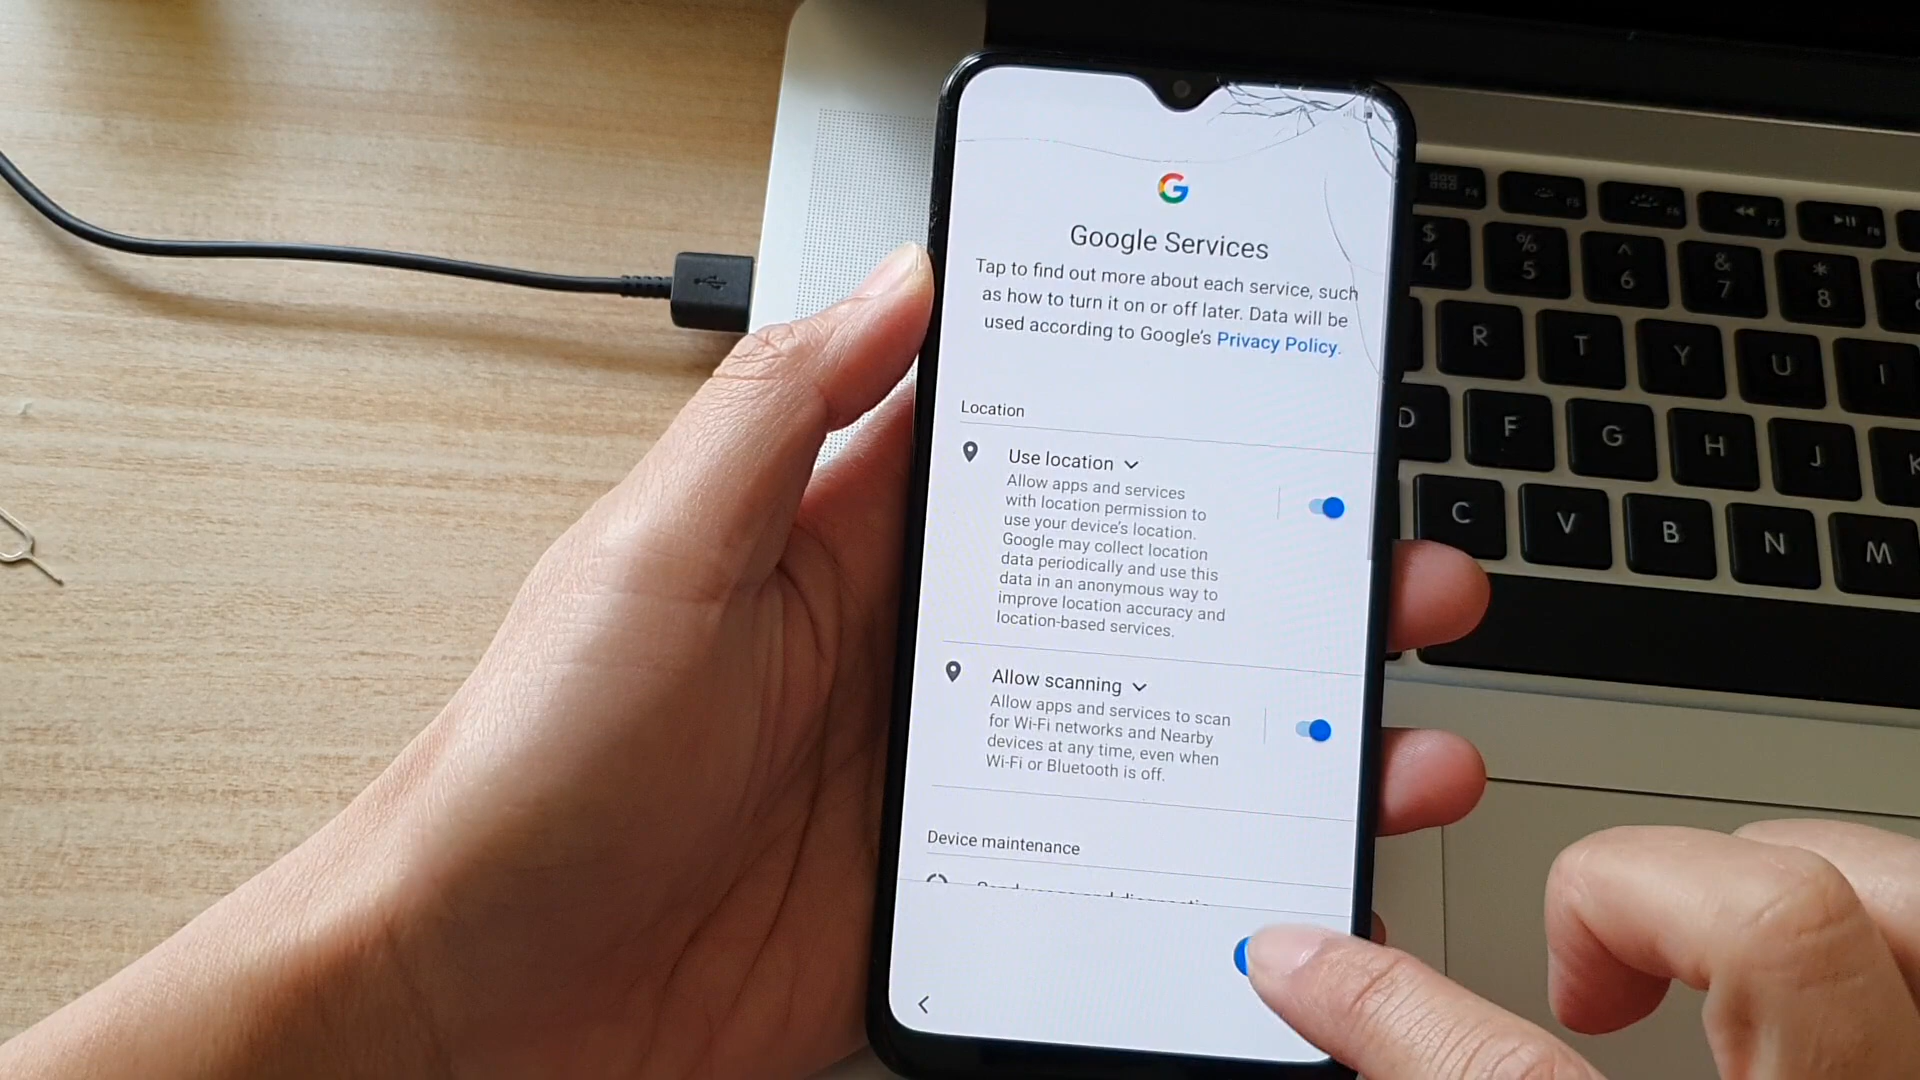 Google Services
Tap to find out more about each service, such
as how to turn it on or off later. Data will be
used according to Google's Privacy Policy.
Location
Use location
Allow apps and services
with location permission to
use your device's location.
Google may collect location
data periodically and use this
data in an anonymous way to
improve location accuracy and
location-based services.
Allow scanning
Allow apps and services to scan
for Wi-Fi networks and Nearby
devices at any time, even when
Wi-Fi or Bluetooth is off.
Device maintenance
F4 F5 F6 F7 F8
$ % ^ & *
4 5 6 7 8
R T Y U I
D F G H J K
C V B N M